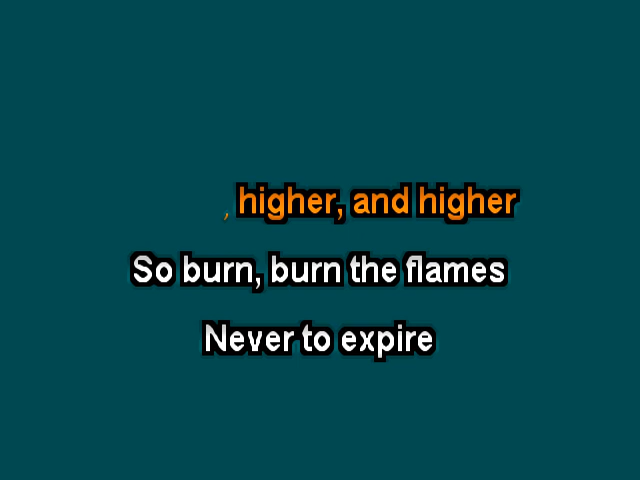 , higher, and higher
So burn, burn the flames
Never to expire